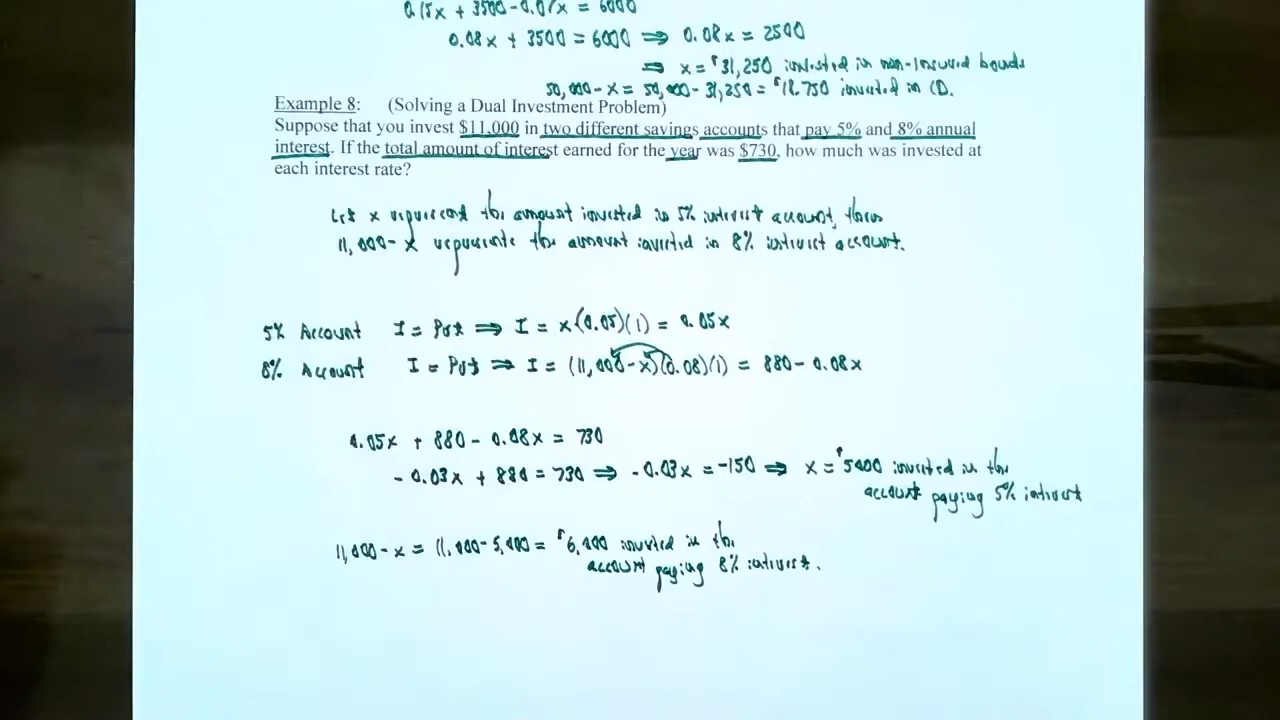 0.15x + 3500 - 0.07x = 6000
0.08x + 3500 = 6000 ⟹ 0.08x = 2500
⟹ x = $31,250 invested in non-insured bonds
50,000 - x = 50,000 - 31,250 = $18,750 invested in CD.
Example 8: (Solving a Dual Investment Problem)
Suppose that you invest $11,000 in two different savings accounts that pay 5% and 8% annual
interest. If the total amount of interest earned for the year was $730, how much was invested at
each interest rate?
Let x represent the amount invested in 5% interest account, then
11,000 - x represents the amount invested in 8% interest account.
5% Account I = Prt ⟹ I = x(0.05)(1) = 0.05x
8% Account I = Prt ⟹ I = (11,000 - x)(0.08)(1) = 880 - 0.08x
0.05x + 880 - 0.08x = 730
- 0.03x + 880 = 730 ⟹ - 0.03x = -150 ⟹ x = $5000 invested in the
account paying 5% interest
11,000 - x = 11,000 - 5,000 = $6,000 invested in the
account paying 8% interest.